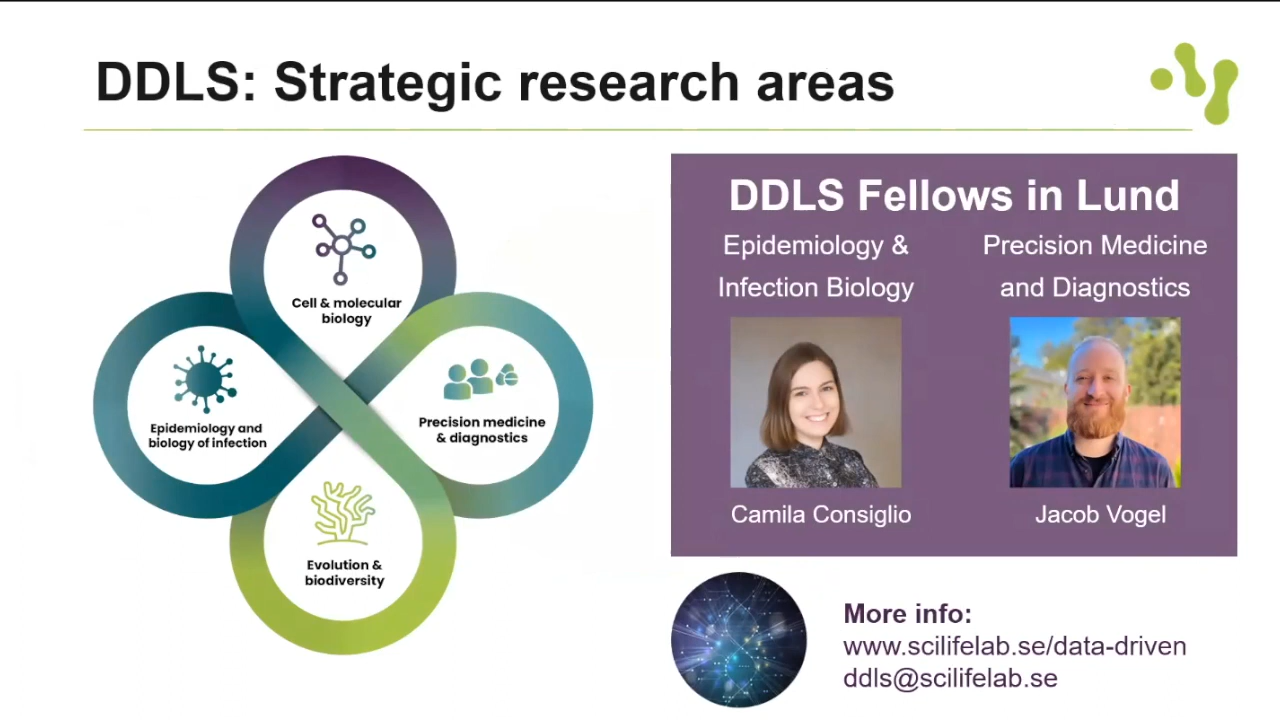 DDLS: Strategic research areas
Cell & molecular
biology
Epidemiology and
biology of infection
Precision medicine
& diagnostics
Evolution &
biodiversity
DDLS Fellows in Lund
Epidemiology &
Infection Biology
Camila Consiglio
Precision Medicine
and Diagnostics
Jacob Vogel
More info:
www.scilifelab.se/data-driven
ddls@scilifelab.se